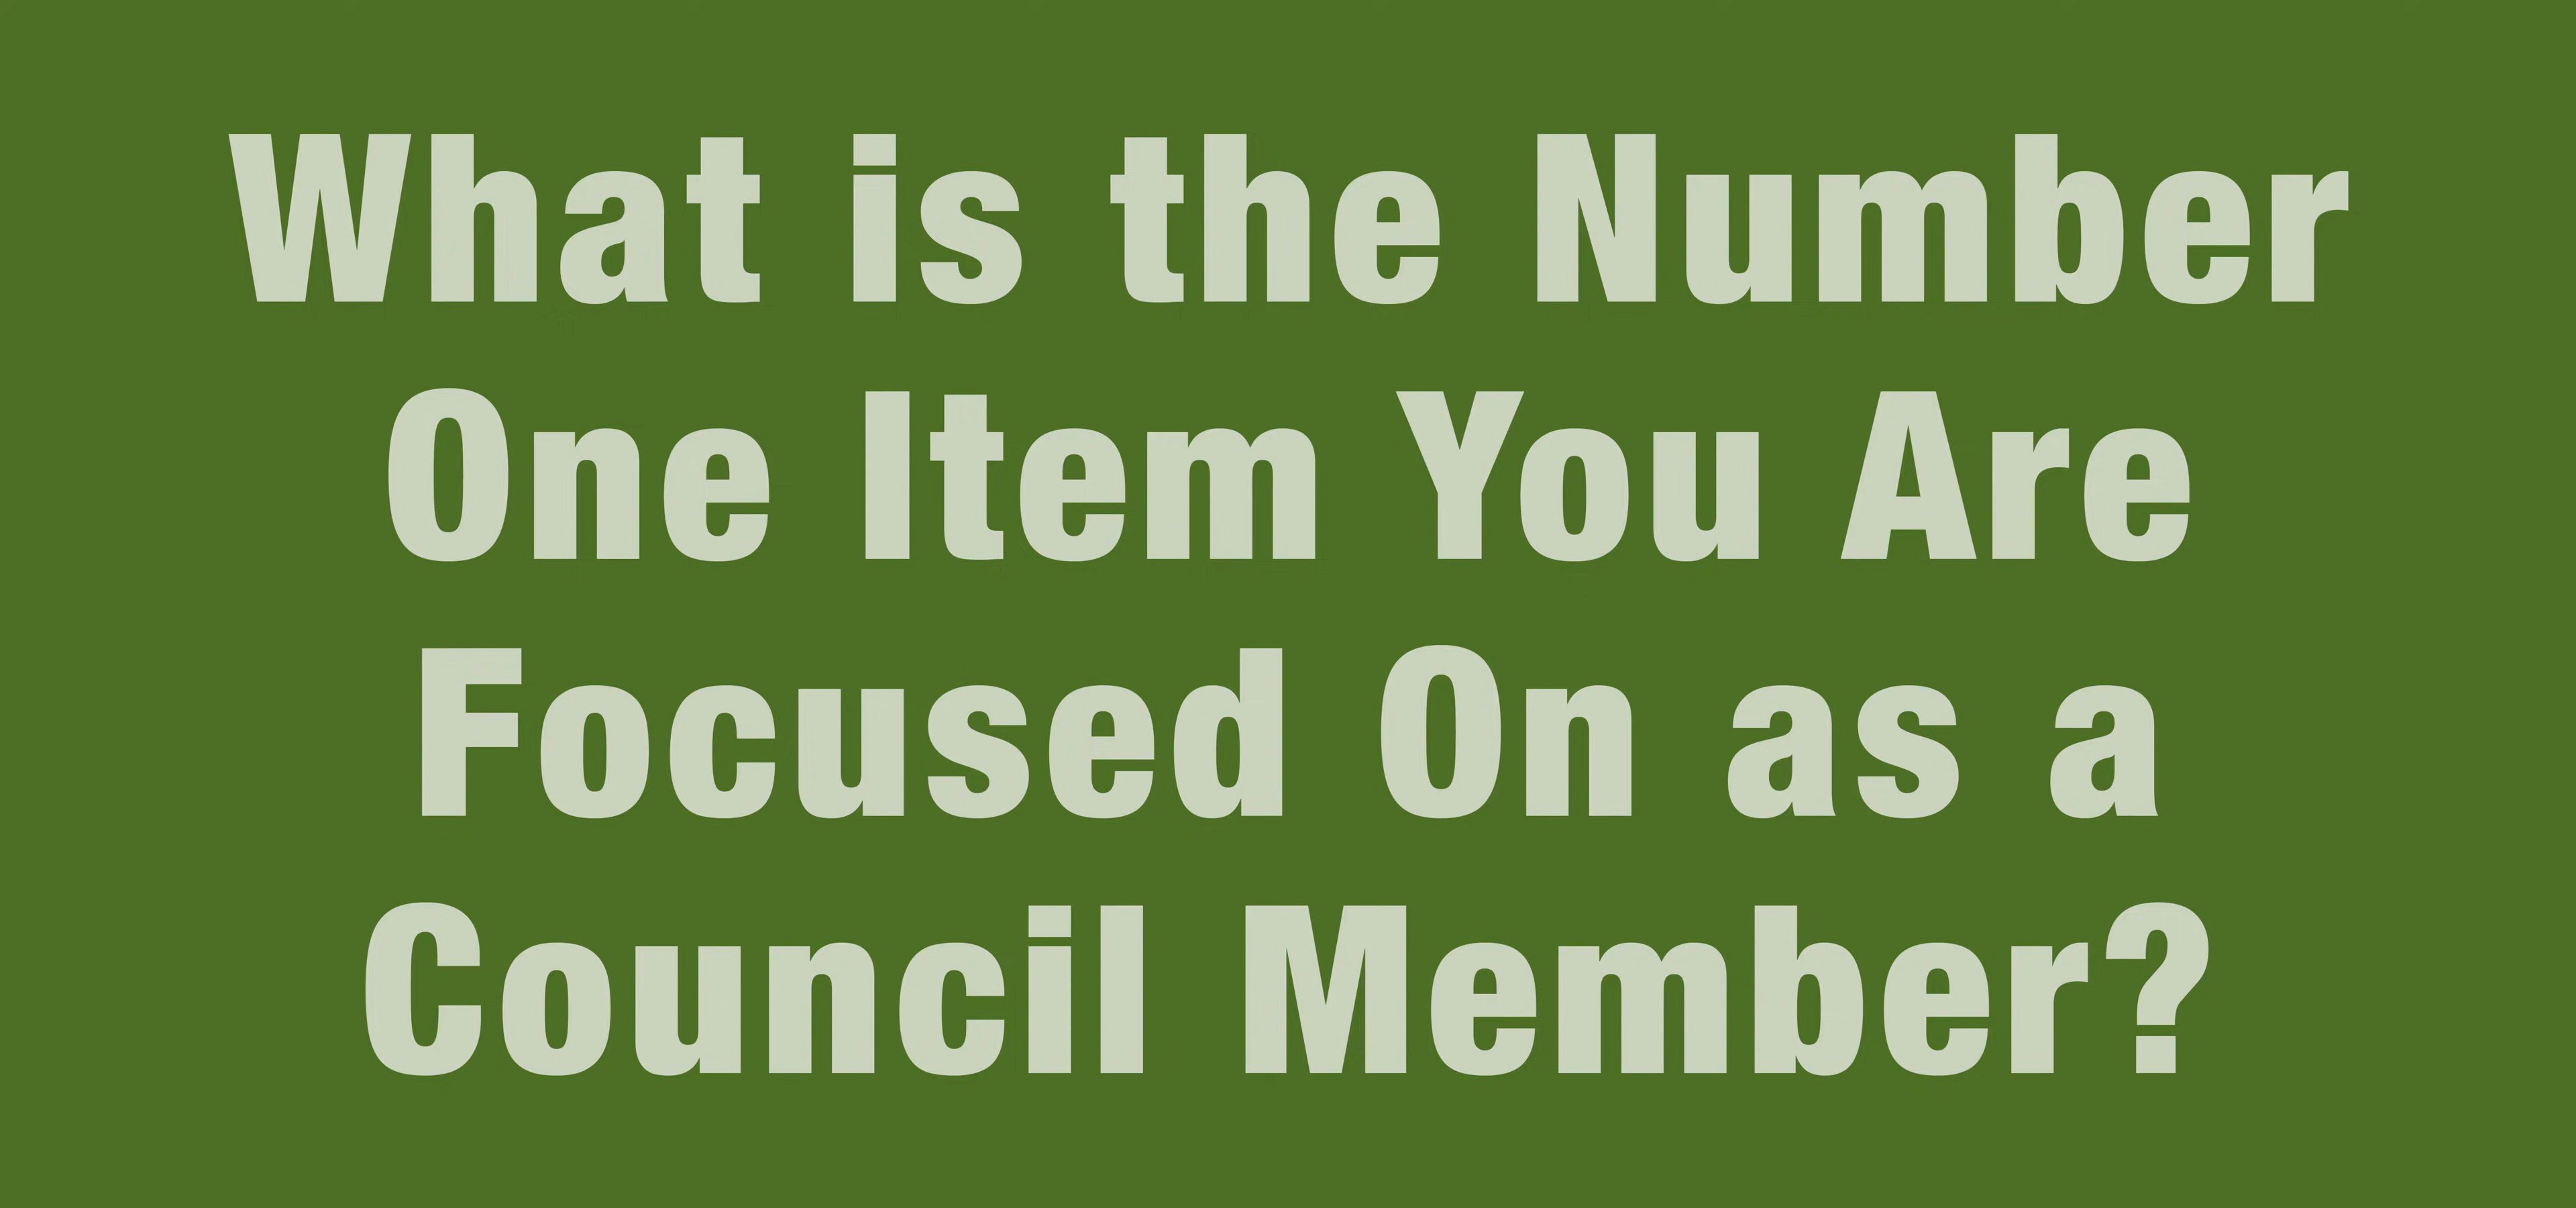 What is the Number
One Item You Are
Focused On as a
Council Member?